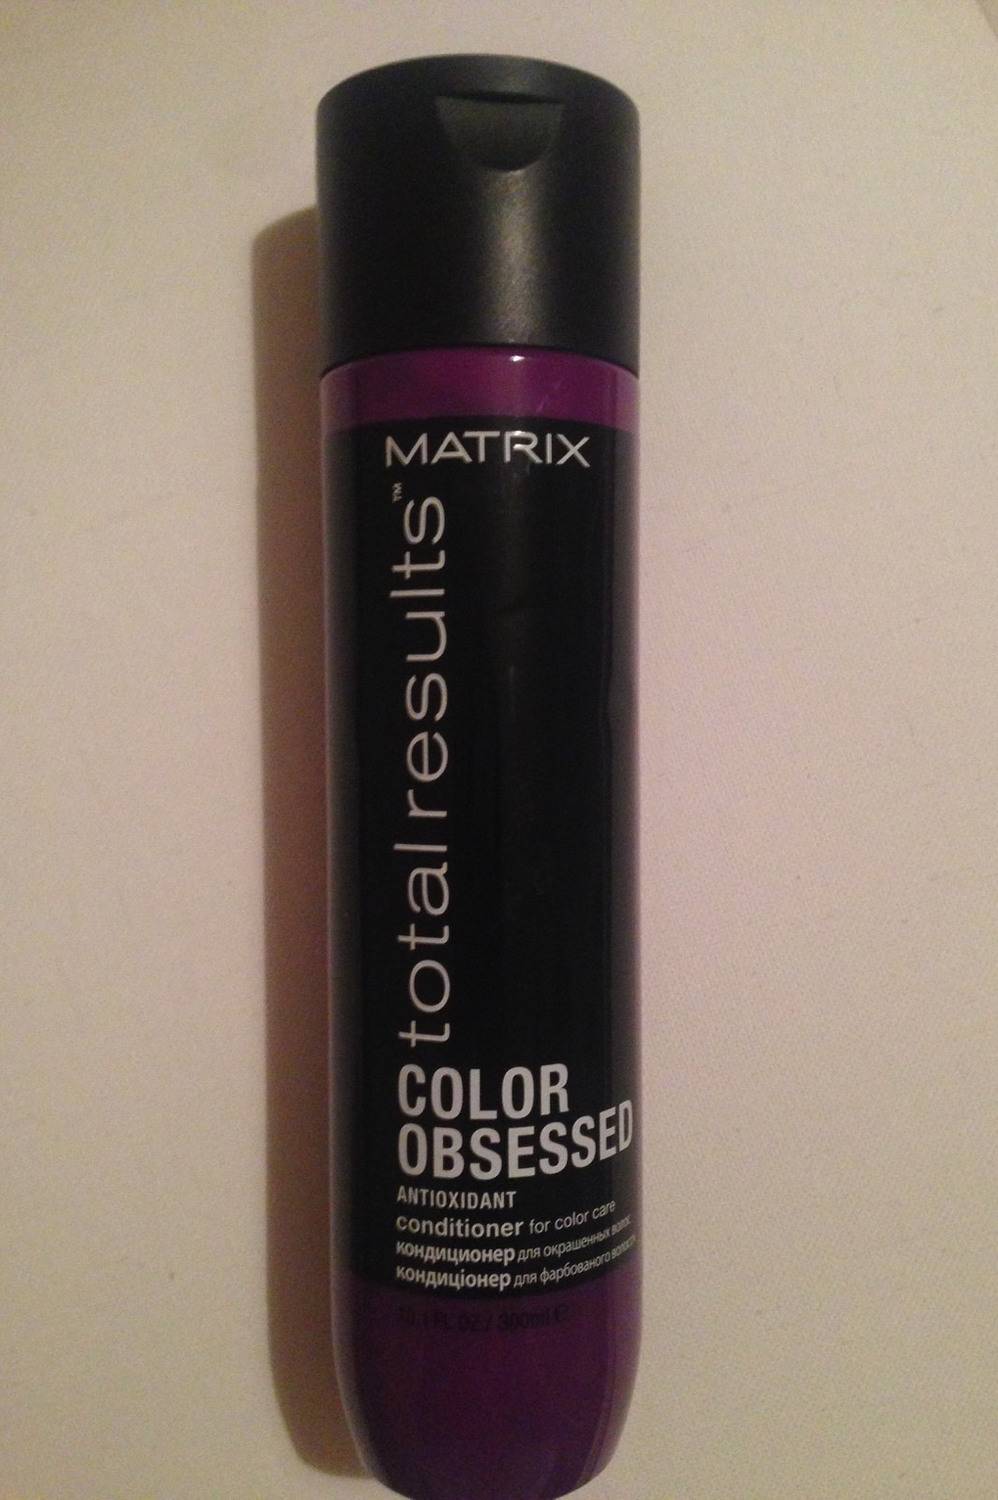 MATRIX
total results™
COLOR
OBSESSED
ANTIOXIDANT
conditioner for color care
кондиционер для окрашенных волос
кондиціонер для фарбованого волосся
10.1 FL OZ / 300ml e